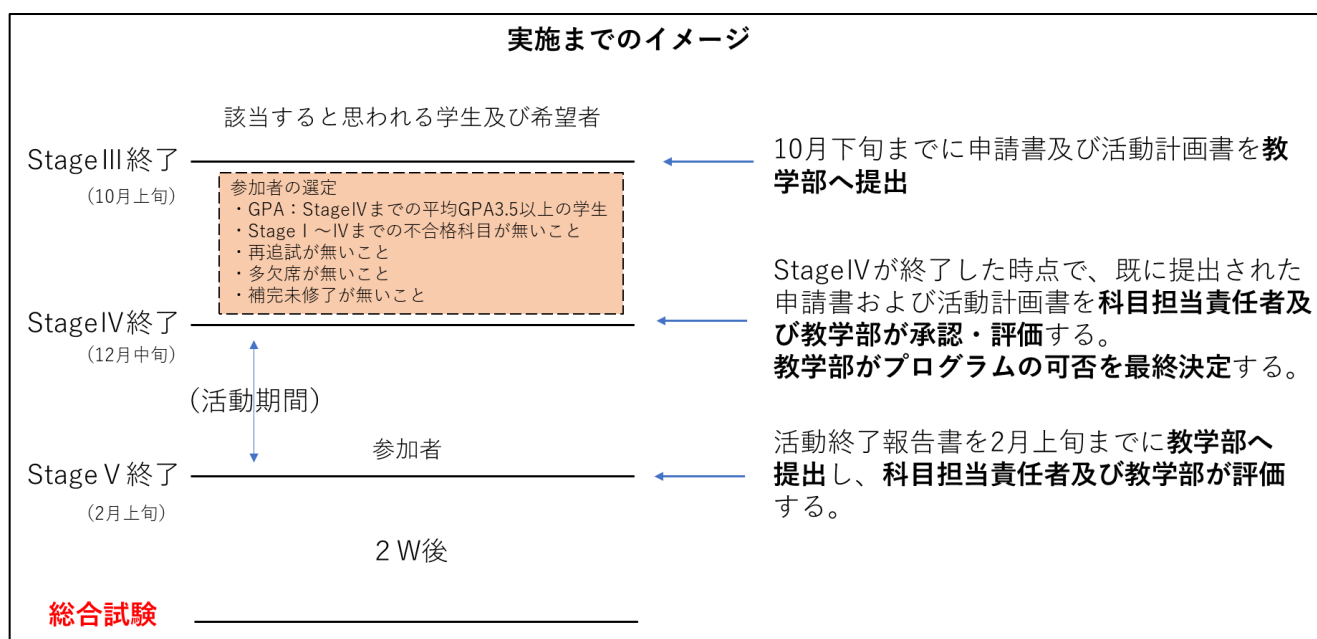 実施までのイメージ
該当すると思われる学生及び希望者
StageⅢ終了
(10月上旬)
10月下旬までに申請書及び活動計画書を教
学部へ提出
参加者の選定
・GPA：StageⅣまでの平均GPA3.5以上の学生
・StageⅠ～Ⅳまでの不合格科目が無いこと
・再追試が無いこと
・多欠席が無いこと
・補完未修了が無いこと
StageⅣ終了
(12月中旬)
StageⅣが終了した時点で、既に提出された
申請書および活動計画書を科目担当責任者及
び教学部が承認・評価する。
教学部がプログラムの可否を最終決定する。
(活動期間)
参加者
StageⅤ終了
(2月上旬)
活動終了報告書を2月上旬までに教学部へ
提出し、科目担当責任者及び教学部が評価
する。
２W後
総合試験